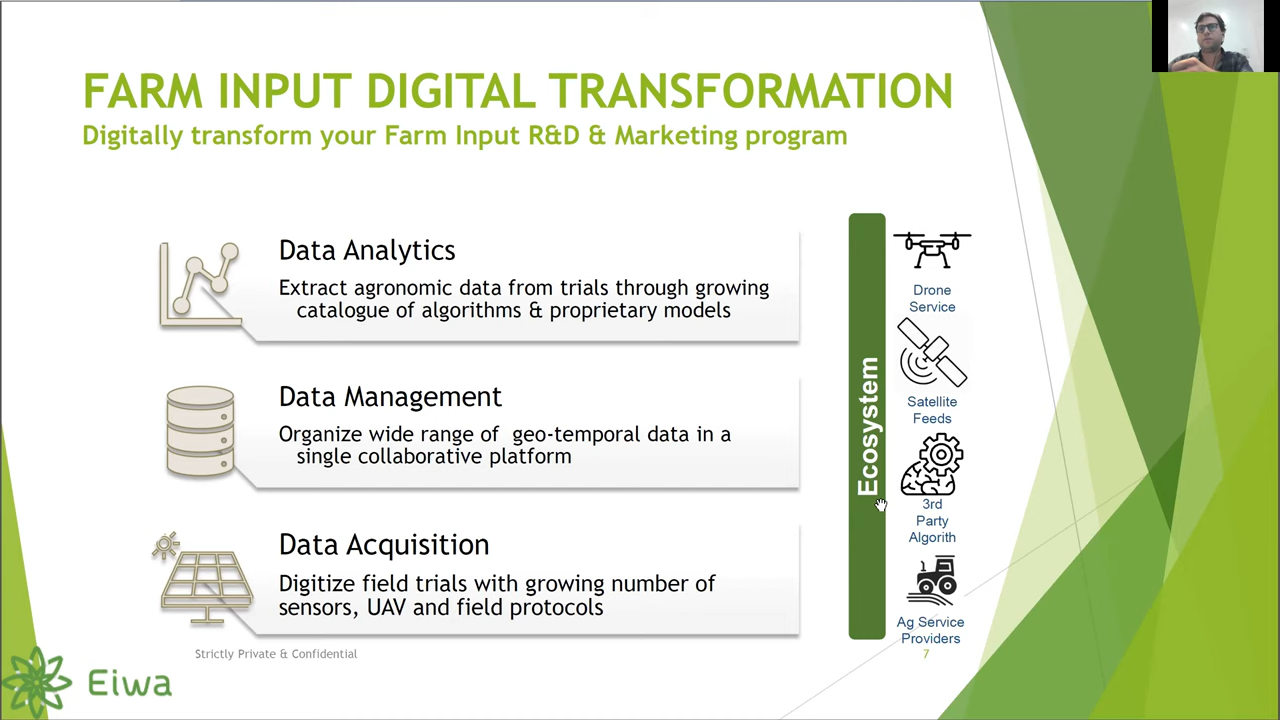 FARM INPUT DIGITAL TRANSFORMATION
Digitally transform your Farm Input R&D & Marketing program
Data Analytics
Extract agronomic data from trials through growing
catalogue of algorithms & proprietary models
Data Management
Organize wide range of geo-temporal data in a
single collaborative platform
Data Acquisition
Digitize field trials with growing number of
sensors, UAV and field protocols
Ecosystem
Drone
Service
Satellite
Feeds
3rd
Party
Algorith
Ag Service
Providers
Strictly Private & Confidential
7
Eiwa